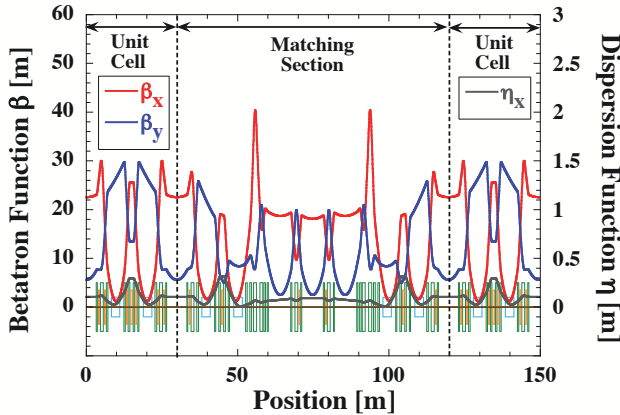 60 3
Unit Cell Matching Section Unit Cell
50 2.5
βx
βy
ηx
40 2
30 1.5
20 1
10 0.5
0 0
0 50 100 150
Position [m]
Betatron Function β [m]
Dispersion Function η [m]